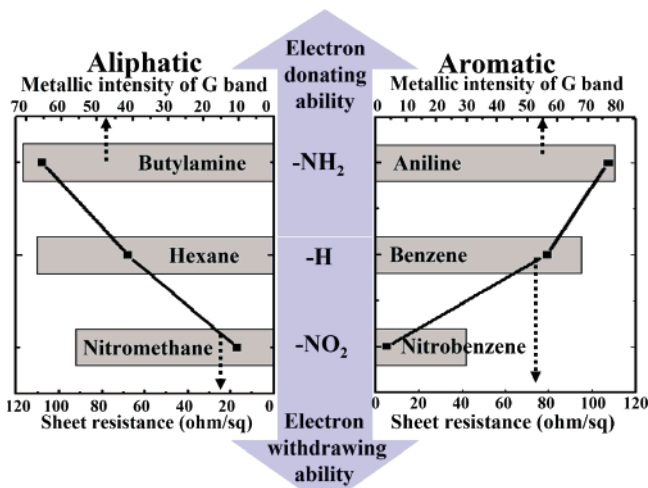 Aliphatic
Metallic intensity of G band
70 60 50 40 30 20 10 0
Electron
donating
ability
Aromatic
Metallic intensity of G band
0 10 20 30 40 50 60 70 80
Butylamine
-NH₂
Aniline
Hexane
-H
Benzene
Nitromethane
-NO₂
Nitrobenzene
120 100 80 60 40 20 0
Sheet resistance (ohm/sq)
0 20 40 60 80 100 120
Sheet resistance (ohm/sq)
Electron
withdrawing
ability